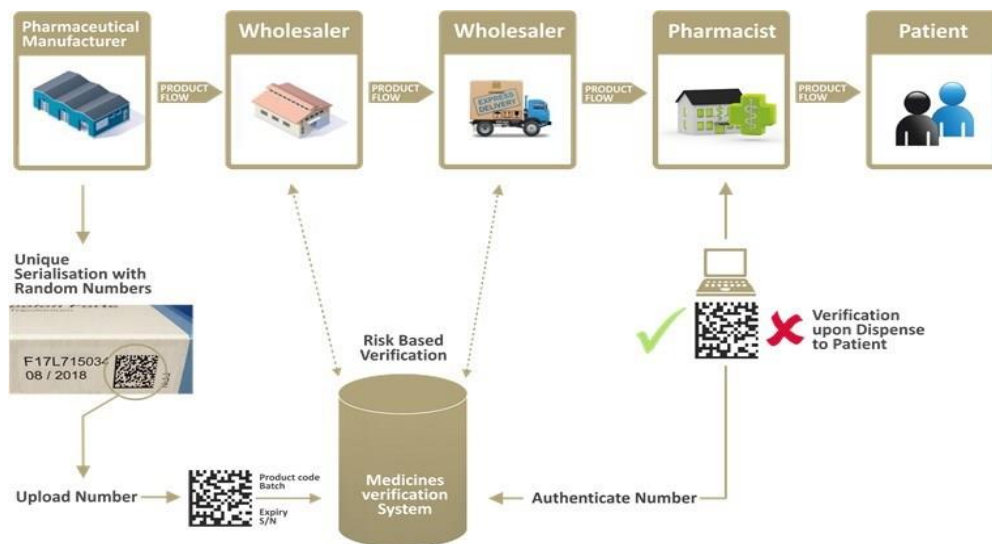 Pharmaceutical
Manufacturer
Wholesaler
Wholesaler
Pharmacist
Patient
PRODUCT
FLOW
PRODUCT
FLOW
EXPRESS
DELIVERY
PRODUCT
FLOW
PRODUCT
FLOW
Unique
Serialisation with
Random Numbers
F17L715034
08 / 2018
Risk Based
Verification
Verification
upon Dispense
to Patient
Upload Number
Product code
Batch
Expiry
S/N
Medicines
verification
System
Authenticate Number